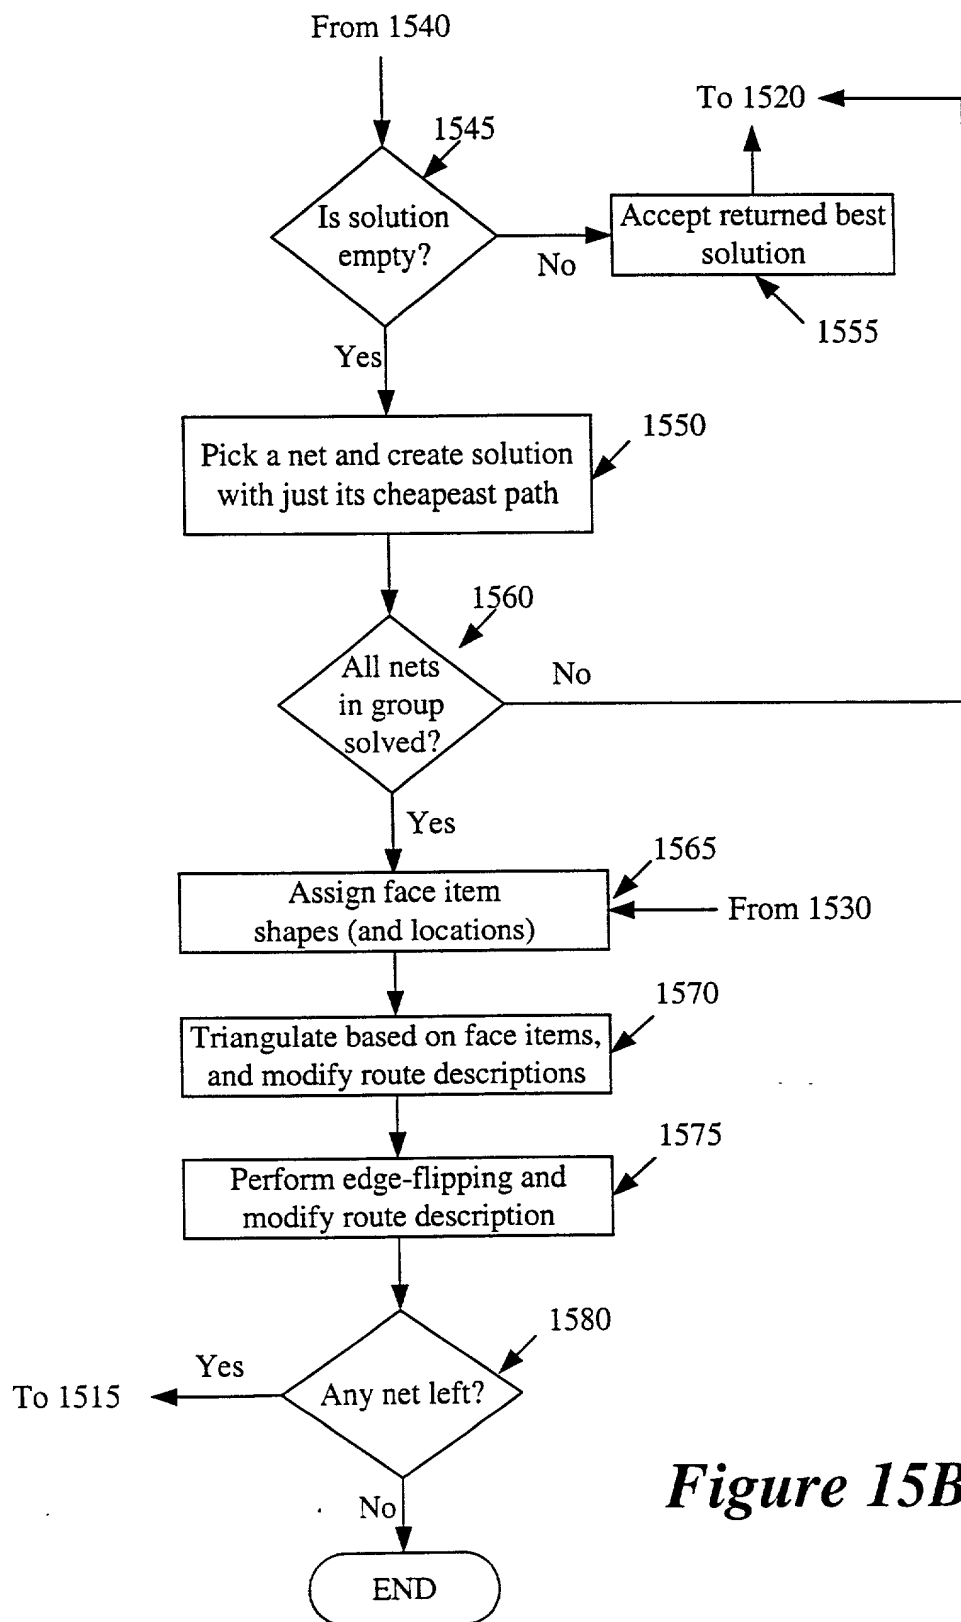 From 1540
To 1520
1545
Is solution
empty?
No
Accept returned best
solution
1555
Yes
1550
Pick a net and create solution
with just its cheapeast path
1560
All nets
in group
solved?
No
Yes
1565
Assign face item
shapes (and locations)
From 1530
1570
Triangulate based on face items,
and modify route descriptions
1575
Perform edge-flipping and
modify route description
1580
Yes
To 1515
Any net left?
No
Figure 15B
END